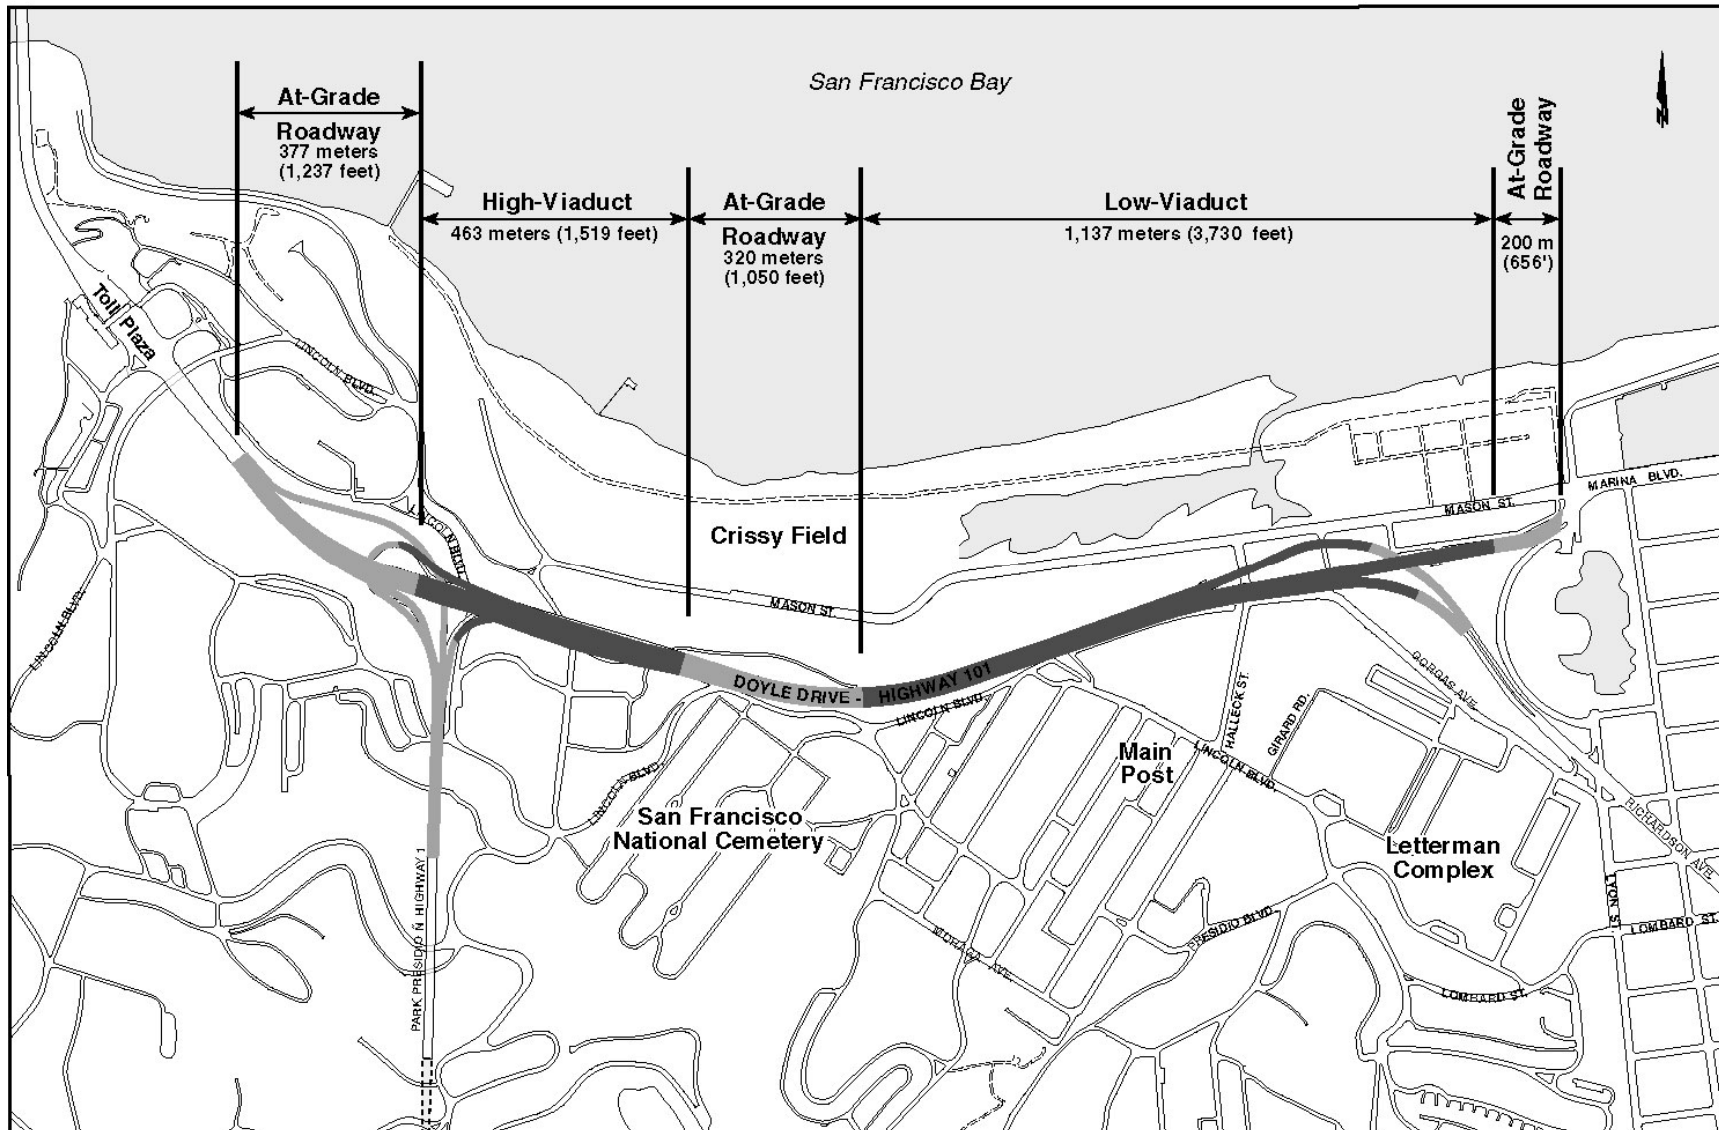 San Francisco Bay
At-Grade
Roadway
377 meters
(1,237 feet)
High-Viaduct
463 meters (1,519 feet)
At-Grade
Roadway
320 meters
(1,050 feet)
Low-Viaduct
1,137 meters (3,730 feet)
At-Grade
Roadway
200 m
(656')
N
Toll Plaza
LINCOLN BLVD.
LINCOLN BLVD.
LINCOLN BLVD.
Crissy Field
MASON ST.
MASON ST.
MARINA BLVD.
DOYLE DRIVE - HIGHWAY 101
LINCOLN BLVD.
LINCOLN BLVD.
LINCOLN BLVD.
HALLECK ST.
GIRARD RD.
GORGAS AVE.
Main
Post
San Francisco
National Cemetery
Letterman
Complex
RICHARDSON AVE.
PARK PRESIDIO Ñ HIGHWAY 1
MORAGA AVE.
PRESIDIO BLVD.
LYON ST.
LOMBARD ST.
LOMBARD ST.